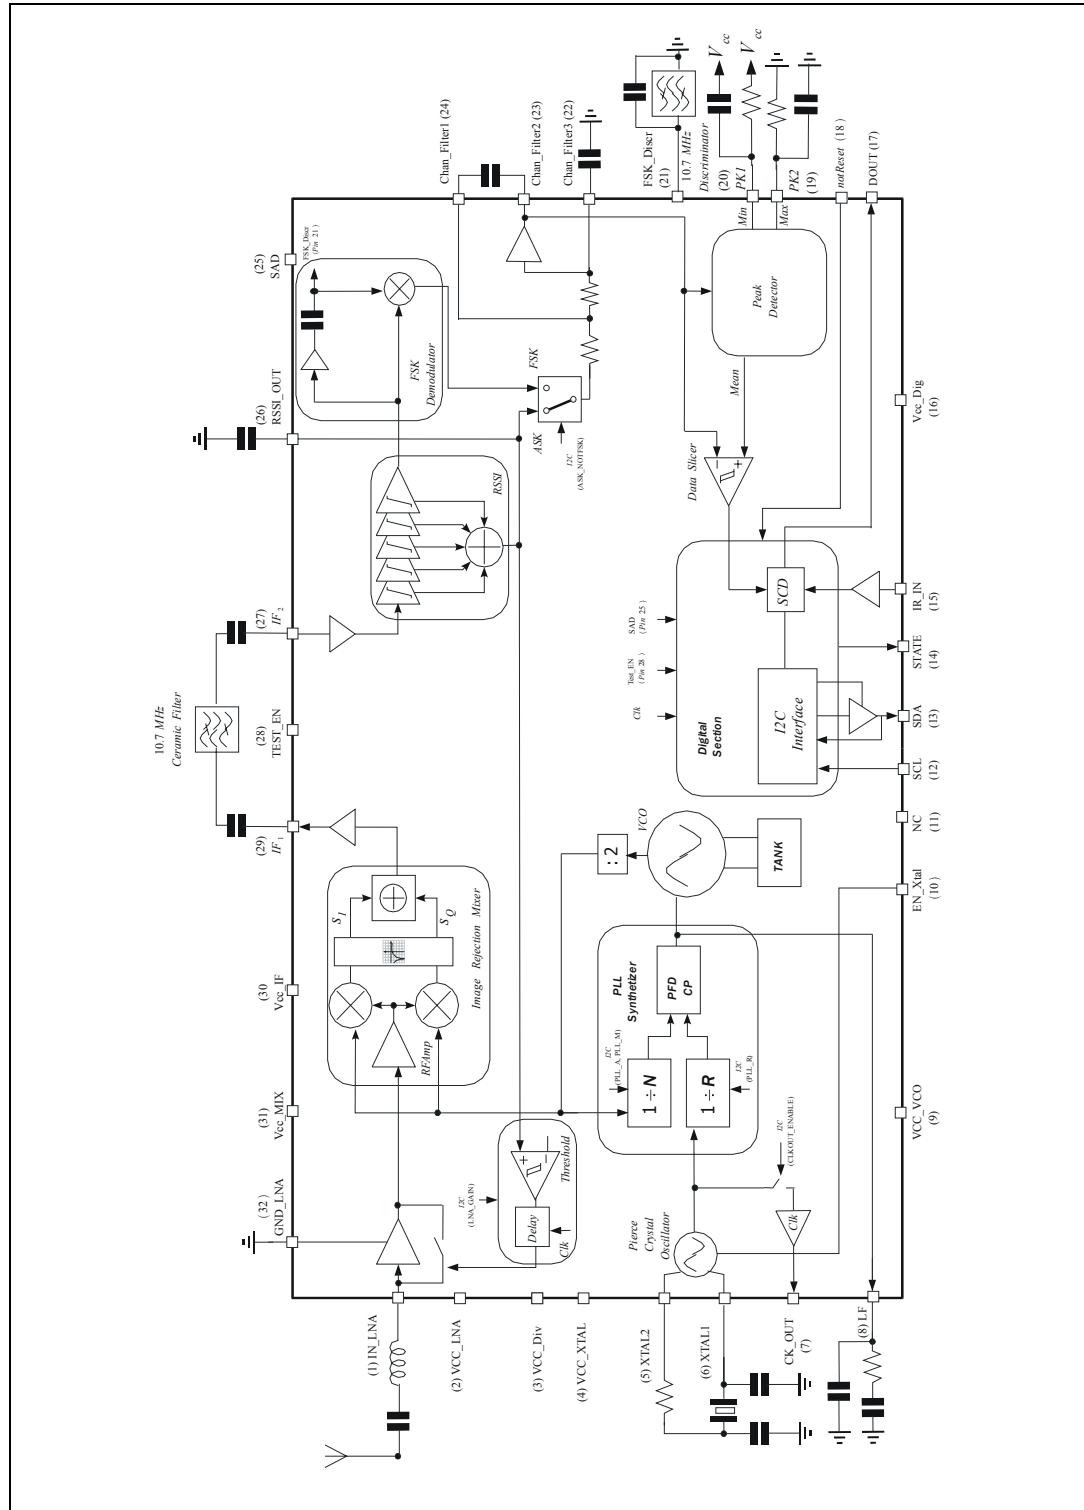 FSK_Discr
(21)
10.7 MHz
Discriminator
(20)
PK1
V cc
V cc
PK2
(19)
notReset (18)
DOUT (17)
Chan_Filter1 (24)
Chan_Filter2 (23)
Chan_Filter3 (22)
(25)
SAD
FSK_Discr
(Pin 21)
FSK
Demodulator
(26)
RSSI_OUT
RSSI
ASK
FSK
I2C
(ASK_NOTFSK)
Min
Max
Peak
Detector
Mean
Data Slicer
Vcc_Dig
(16)
(27)
IF2
10.7 MHz
Ceramic Filter
(28)
TEST_EN
(29)
IF1
SAD
(Pin 25)
Test_EN
(Pin 28)
Clk
Digital
Section
SCD
I2C
Interface
IR_IN
(15)
STATE
(14)
SDA
(13)
SCL
(12)
NC
(11)
EN_Xtal
(10)
SI
SQ
Image Rejection Mixer
RFAmp
(30)
Vcc_IF
(31)
Vcc_MIX
(32)
GND_LNA
: 2
VCO
TANK
PLL
Synthetizer
PFD
CP
I2C
(PLL_A, PLL_M)
1÷N
1÷R
I2C
(PLL_R)
VCC_VCO
(9)
Threshold
I2C
(LNA_GAIN)
Delay
Clk
Pierce
Crystal
Oscillator
I2C
(CLKOUT_ENABLE)
Clk
(1) IN_LNA
(2) VCC_LNA
(3) VCC_Div
(4) VCC_XTAL
(5) XTAL2
(6) XTAL1
CK_OUT
(7)
(8) LF